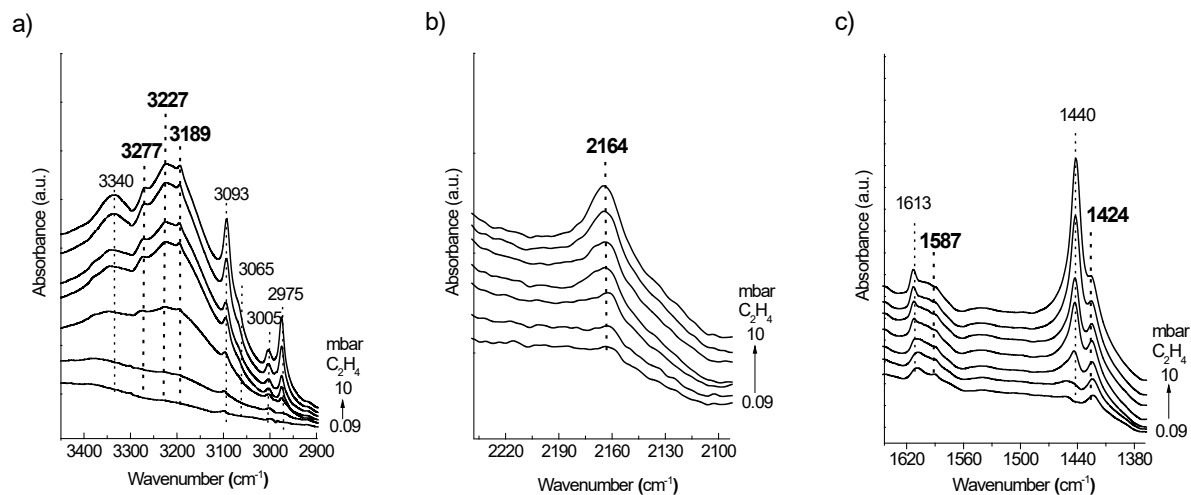 a)
b)
c)
3227
3277
3189
3340
3093
3065
2975
3005
mbar
C₂H₄
10
0.09
Absorbance (a.u.)
3400 3300 3200 3100 3000 2900
Wavenumber (cm⁻¹)
2164
mbar
C₂H₄
10
0.09
Absorbance (a.u.)
2220 2190 2160 2130 2100
Wavenumber (cm⁻¹)
1440
1613
1587
1424
mbar
C₂H₄
10
0.09
Absorbance (a.u.)
1620 1560 1500 1440 1380
Wavenumber (cm⁻¹)